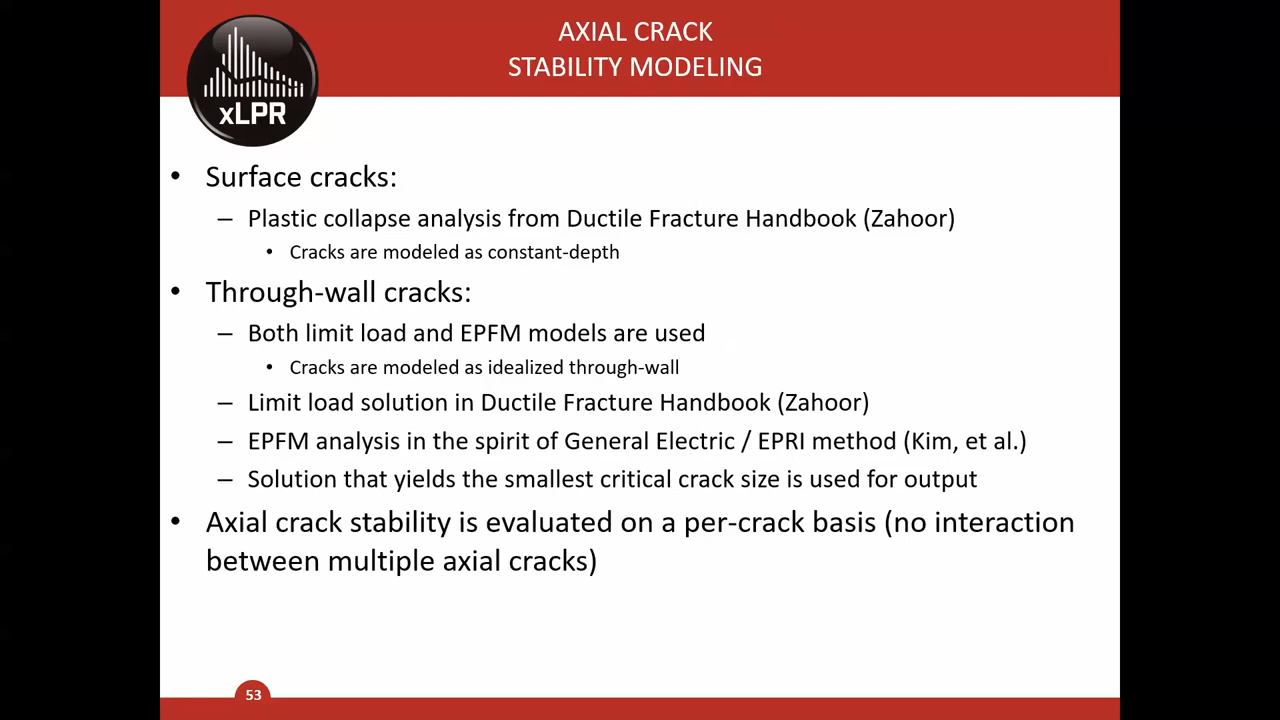 AXIAL CRACK
STABILITY MODELING
xLPR
• Surface cracks:
– Plastic collapse analysis from Ductile Fracture Handbook (Zahoor)
• Cracks are modeled as constant-depth
• Through-wall cracks:
– Both limit load and EPFM models are used
• Cracks are modeled as idealized through-wall
– Limit load solution in Ductile Fracture Handbook (Zahoor)
– EPFM analysis in the spirit of General Electric / EPRI method (Kim, et al.)
– Solution that yields the smallest critical crack size is used for output
• Axial crack stability is evaluated on a per-crack basis (no interaction
between multiple axial cracks)
53